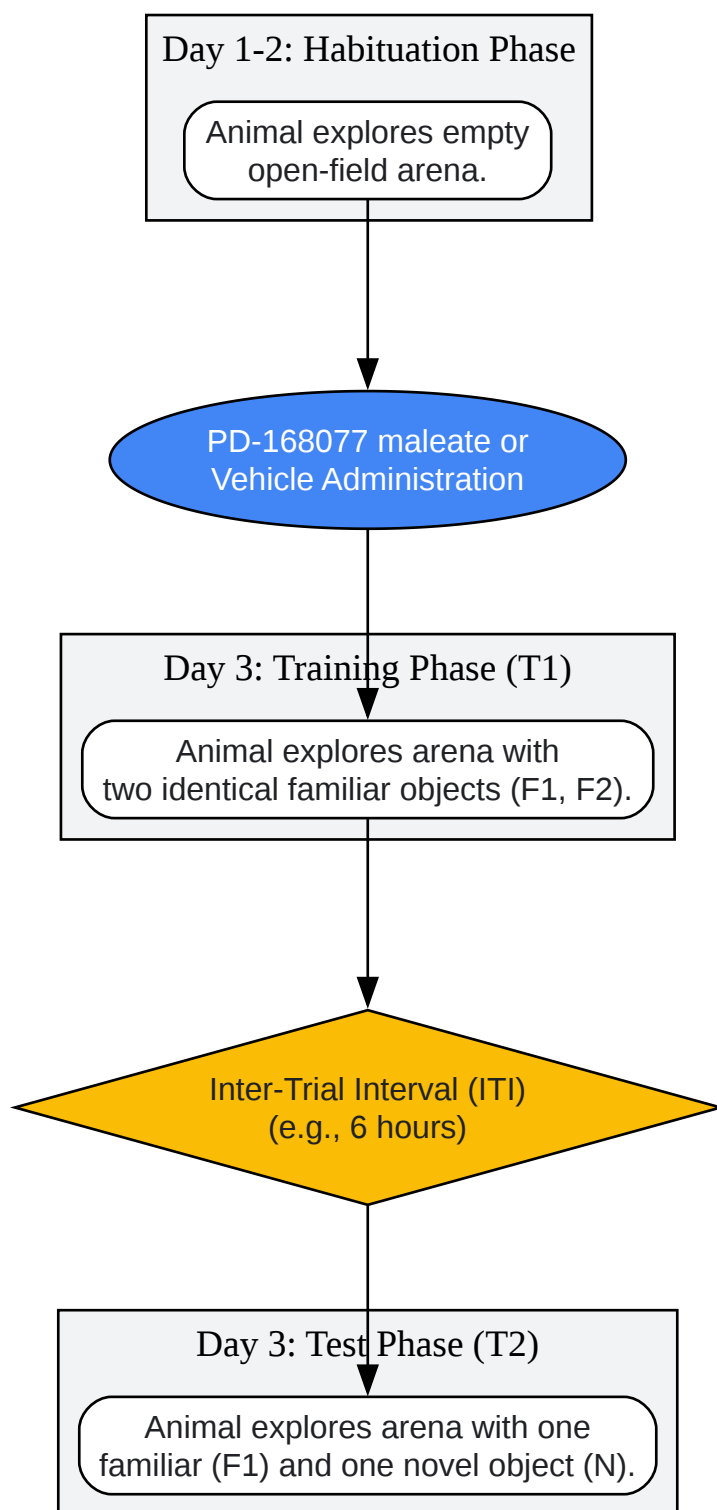 Day 1-2: Habituation Phase
Animal explores empty
open-field arena.
PD-168077 maleate or
Vehicle Administration
Day 3: Training Phase (T1)
Animal explores arena with
two identical familiar objects (F1, F2).
Inter-Trial Interval (ITI)
(e.g., 6 hours)
Day 3: Test Phase (T2)
Animal explores arena with one
familiar (F1) and one novel object (N).